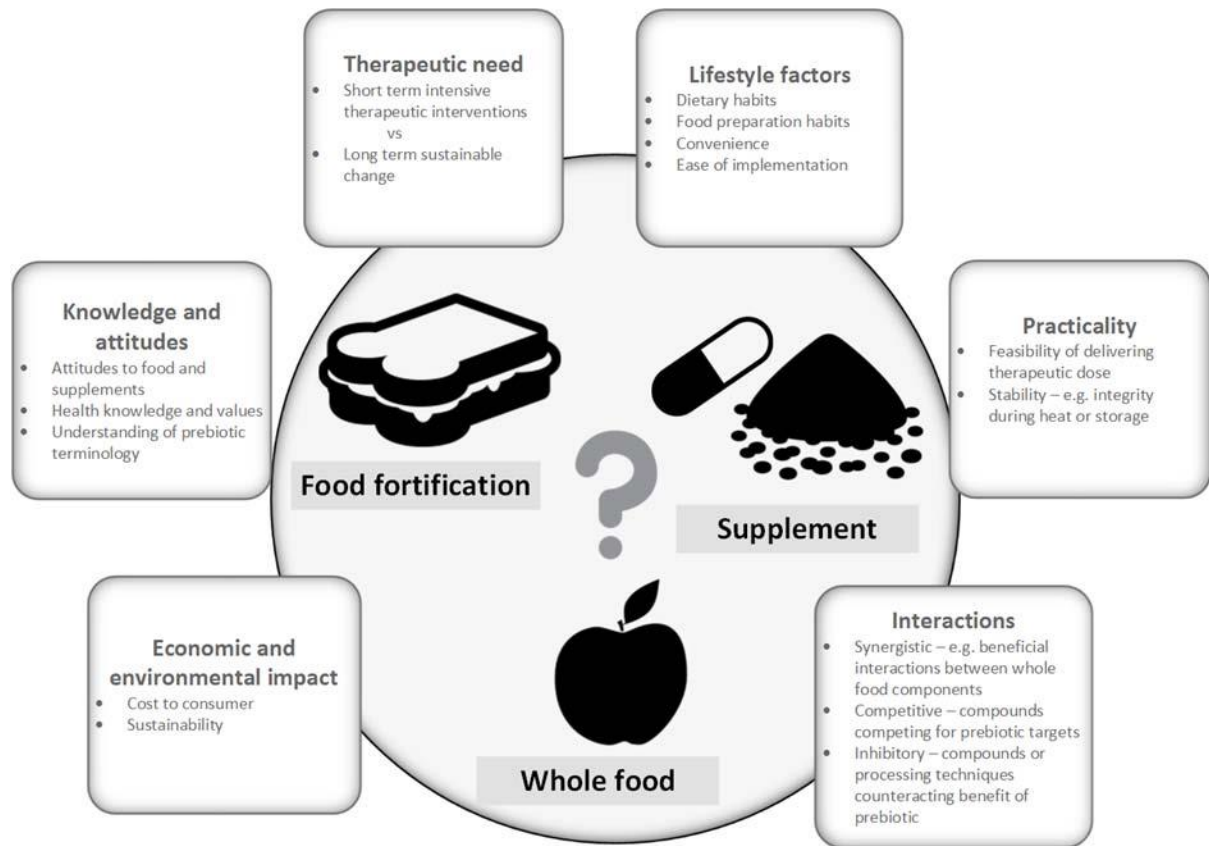 Therapeutic need
• Short term intensive
therapeutic interventions
vs
• Long term sustainable
change
Lifestyle factors
• Dietary habits
• Food preparation habits
• Convenience
• Ease of implementation
Knowledge and
attitudes
• Attitudes to food and
supplements
• Health knowledge and values
• Understanding of prebiotic
terminology
Practicality
• Feasibility of delivering
therapeutic dose
• Stability – e.g. integrity
during heat or storage
Food fortification
?
Supplement
Whole food
Economic and
environmental impact
• Cost to consumer
• Sustainability
Interactions
• Synergistic – e.g. beneficial
interactions between whole
food components
• Competitive – compounds
competing for prebiotic targets
• Inhibitory – compounds or
processing techniques
counteracting benefit of
prebiotic